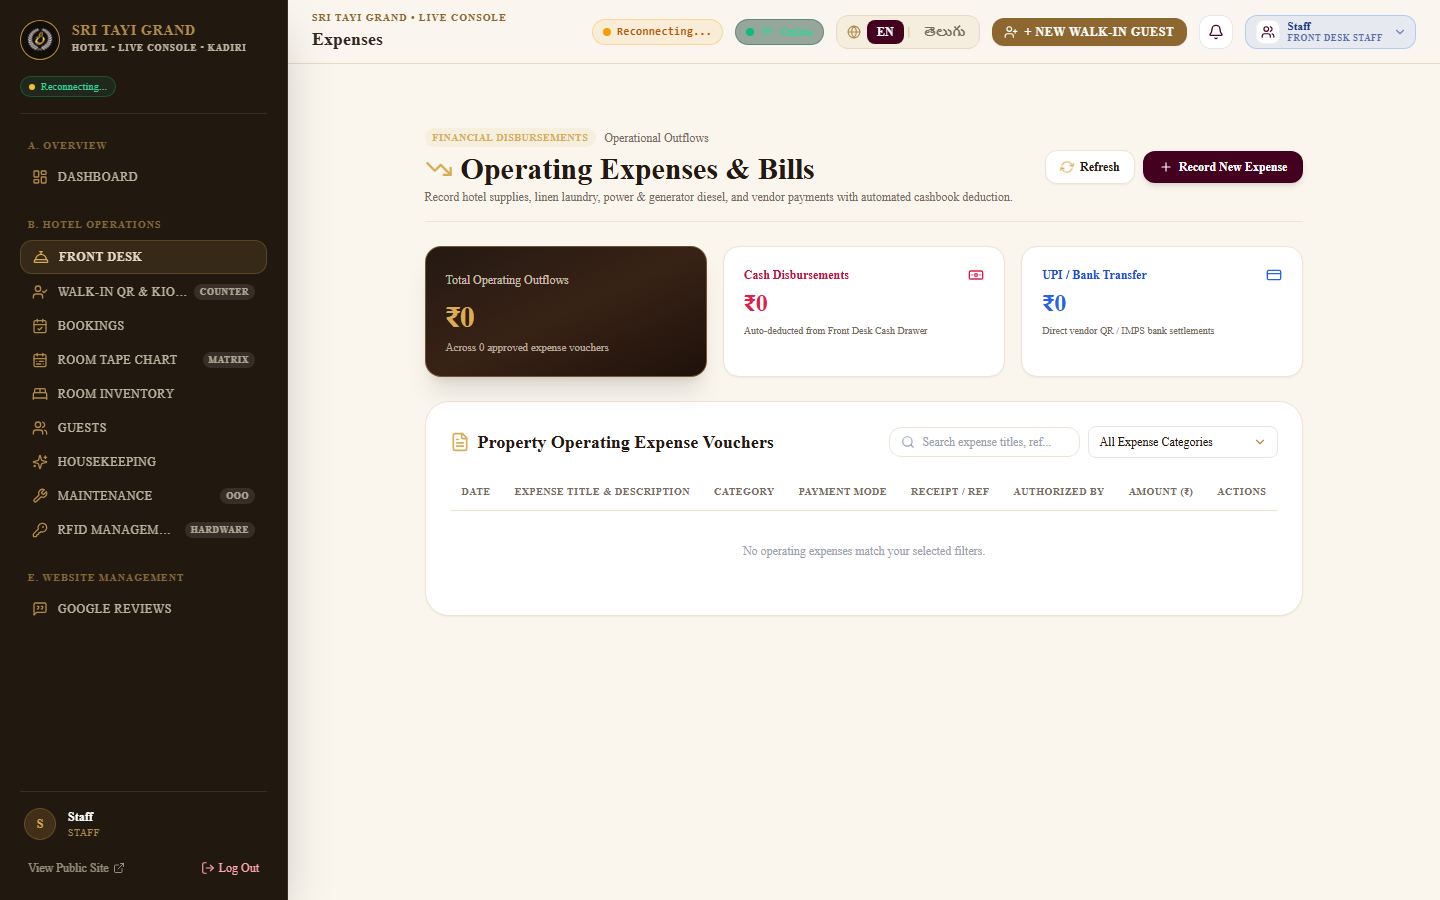 SRI TAYI GRAND
HOTEL • LIVE CONSOLE • KADIRI
Reconnecting...
A. OVERVIEW
DASHBOARD
B. HOTEL OPERATIONS
FRONT DESK
WALK-IN QR & KIO... COUNTER
BOOKINGS
ROOM TAPE CHART MATRIX
ROOM INVENTORY
GUESTS
HOUSEKEEPING
MAINTENANCE OOO
RFID MANAGEM... HARDWARE
E. WEBSITE MANAGEMENT
GOOGLE REVIEWS
S
Staff
STAFF
View Public Site
Log Out
SRI TAYI GRAND • LIVE CONSOLE
Expenses
Reconnecting...
EN
తెలుగు
+ NEW WALK-IN GUEST
Staff
FRONT DESK STAFF
FINANCIAL DISBURSEMENTS Operational Outflows
Operating Expenses & Bills
Record hotel supplies, linen laundry, power & generator diesel, and vendor payments with automated cashbook deduction.
Refresh
Record New Expense
Total Operating Outflows
₹0
Across 0 approved expense vouchers
Cash Disbursements
₹0
Auto-deducted from Front Desk Cash Drawer
UPI / Bank Transfer
₹0
Direct vendor QR / IMPS bank settlements
Property Operating Expense Vouchers
Search expense titles, ref...
All Expense Categories
DATE EXPENSE TITLE & DESCRIPTION CATEGORY PAYMENT MODE RECEIPT / REF AUTHORIZED BY AMOUNT (₹) ACTIONS
No operating expenses match your selected filters.